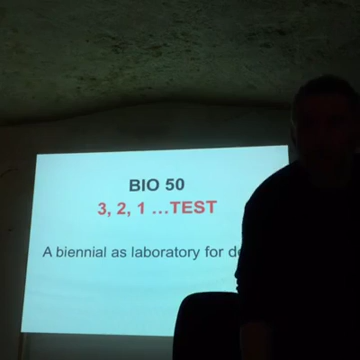 BIO 50
3, 2, 1 ...TEST
A biennial as laboratory for